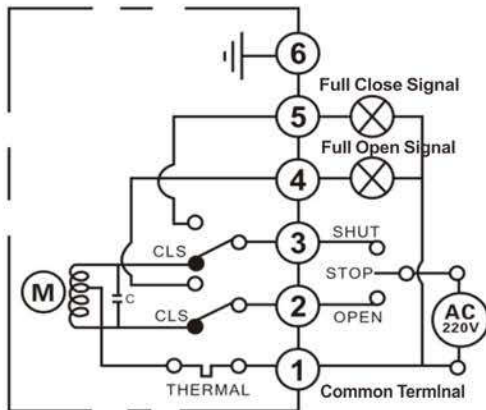 6
Full Close Signal
5
Full Open Signal
4
CLS
3
SHUT
STOP
M
C
CLS
2
OPEN
AC
220V
THERMAL
1
Common Termlnal